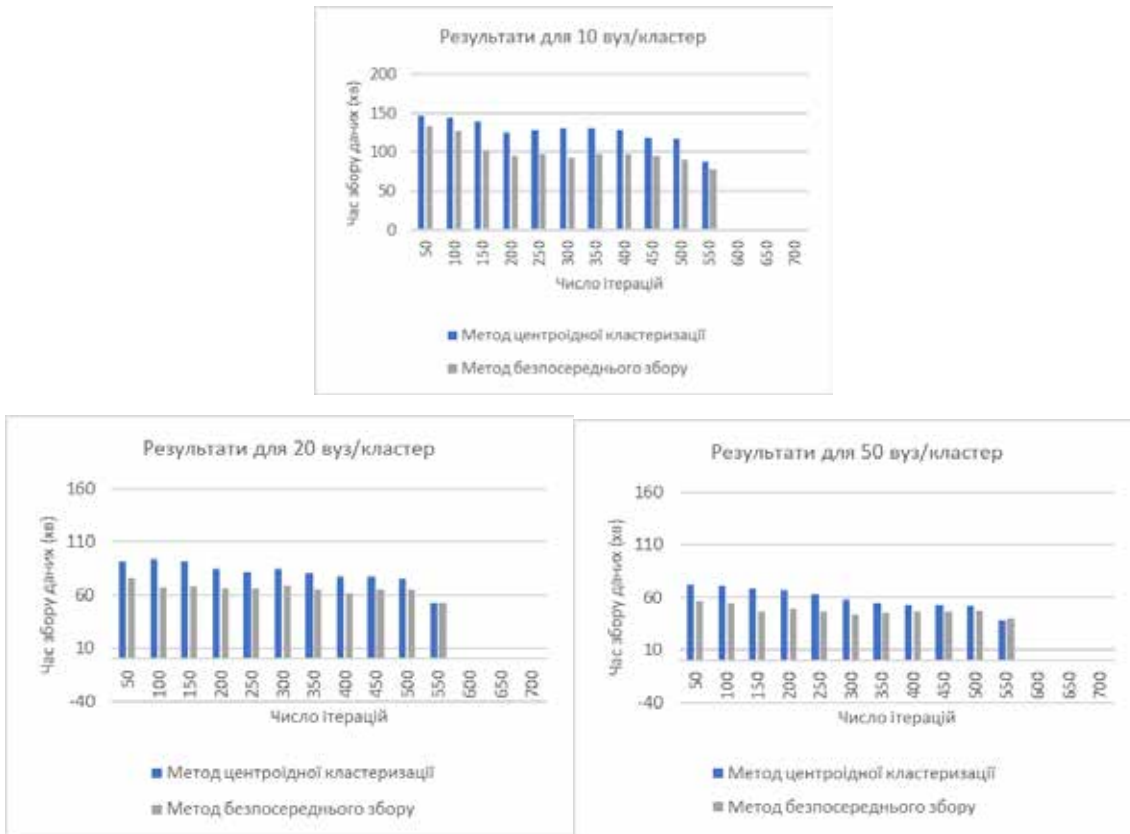 Результати для 10 вуз/кластер
Час збору даних (хв)
200
150
100
50
0
50 100 150 200 250 300 350 400 450 500 550 600 650 700
Число ітерацій
Метод центроїдної кластеризації
Метод безпосереднього збору
Результати для 20 вуз/кластер
Час збору даних (хв)
160
110
60
10
-40
50 100 150 200 250 300 350 400 450 500 550 600 650 700
Число ітерацій
Метод центроїдної кластеризації
Метод безпосереднього збору
Результати для 50 вуз/кластер
Час збору даних (хв)
160
110
60
10
-40
50 100 150 200 250 300 350 400 450 500 550 600 650 700
Число ітерацій
Метод центроїдної кластеризації
Метод безпосереднього збору